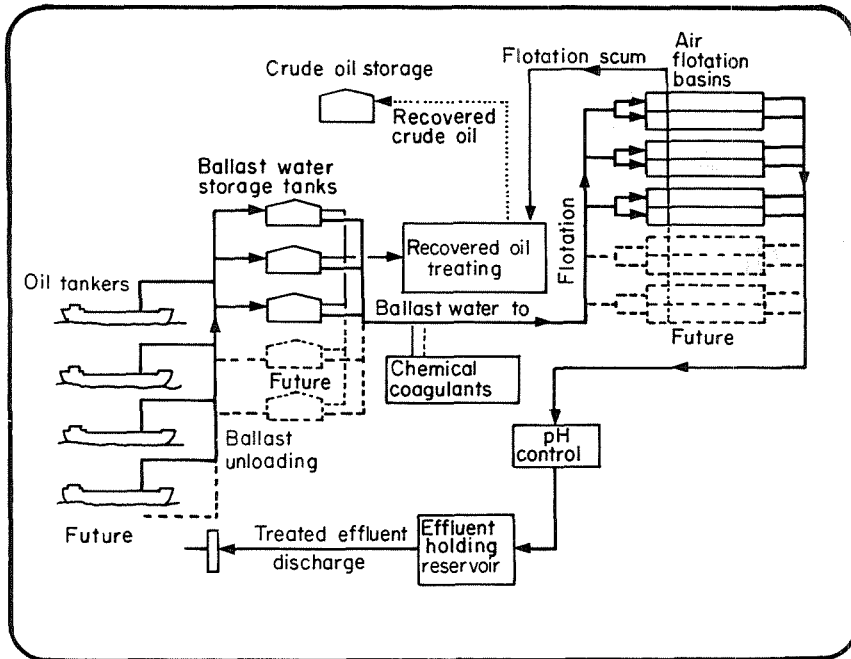 Flotation scum
Air
flotation
basins
Crude oil storage
Recovered
crude oil
Ballast water
storage tanks
Recovered oil
treating
Flotation
Oil tankers
Ballast water to
Future
Chemical
coagulants
Future
Ballast
unloading
pH
control
Future
Treated effluent
discharge
Effluent
holding
reservoir